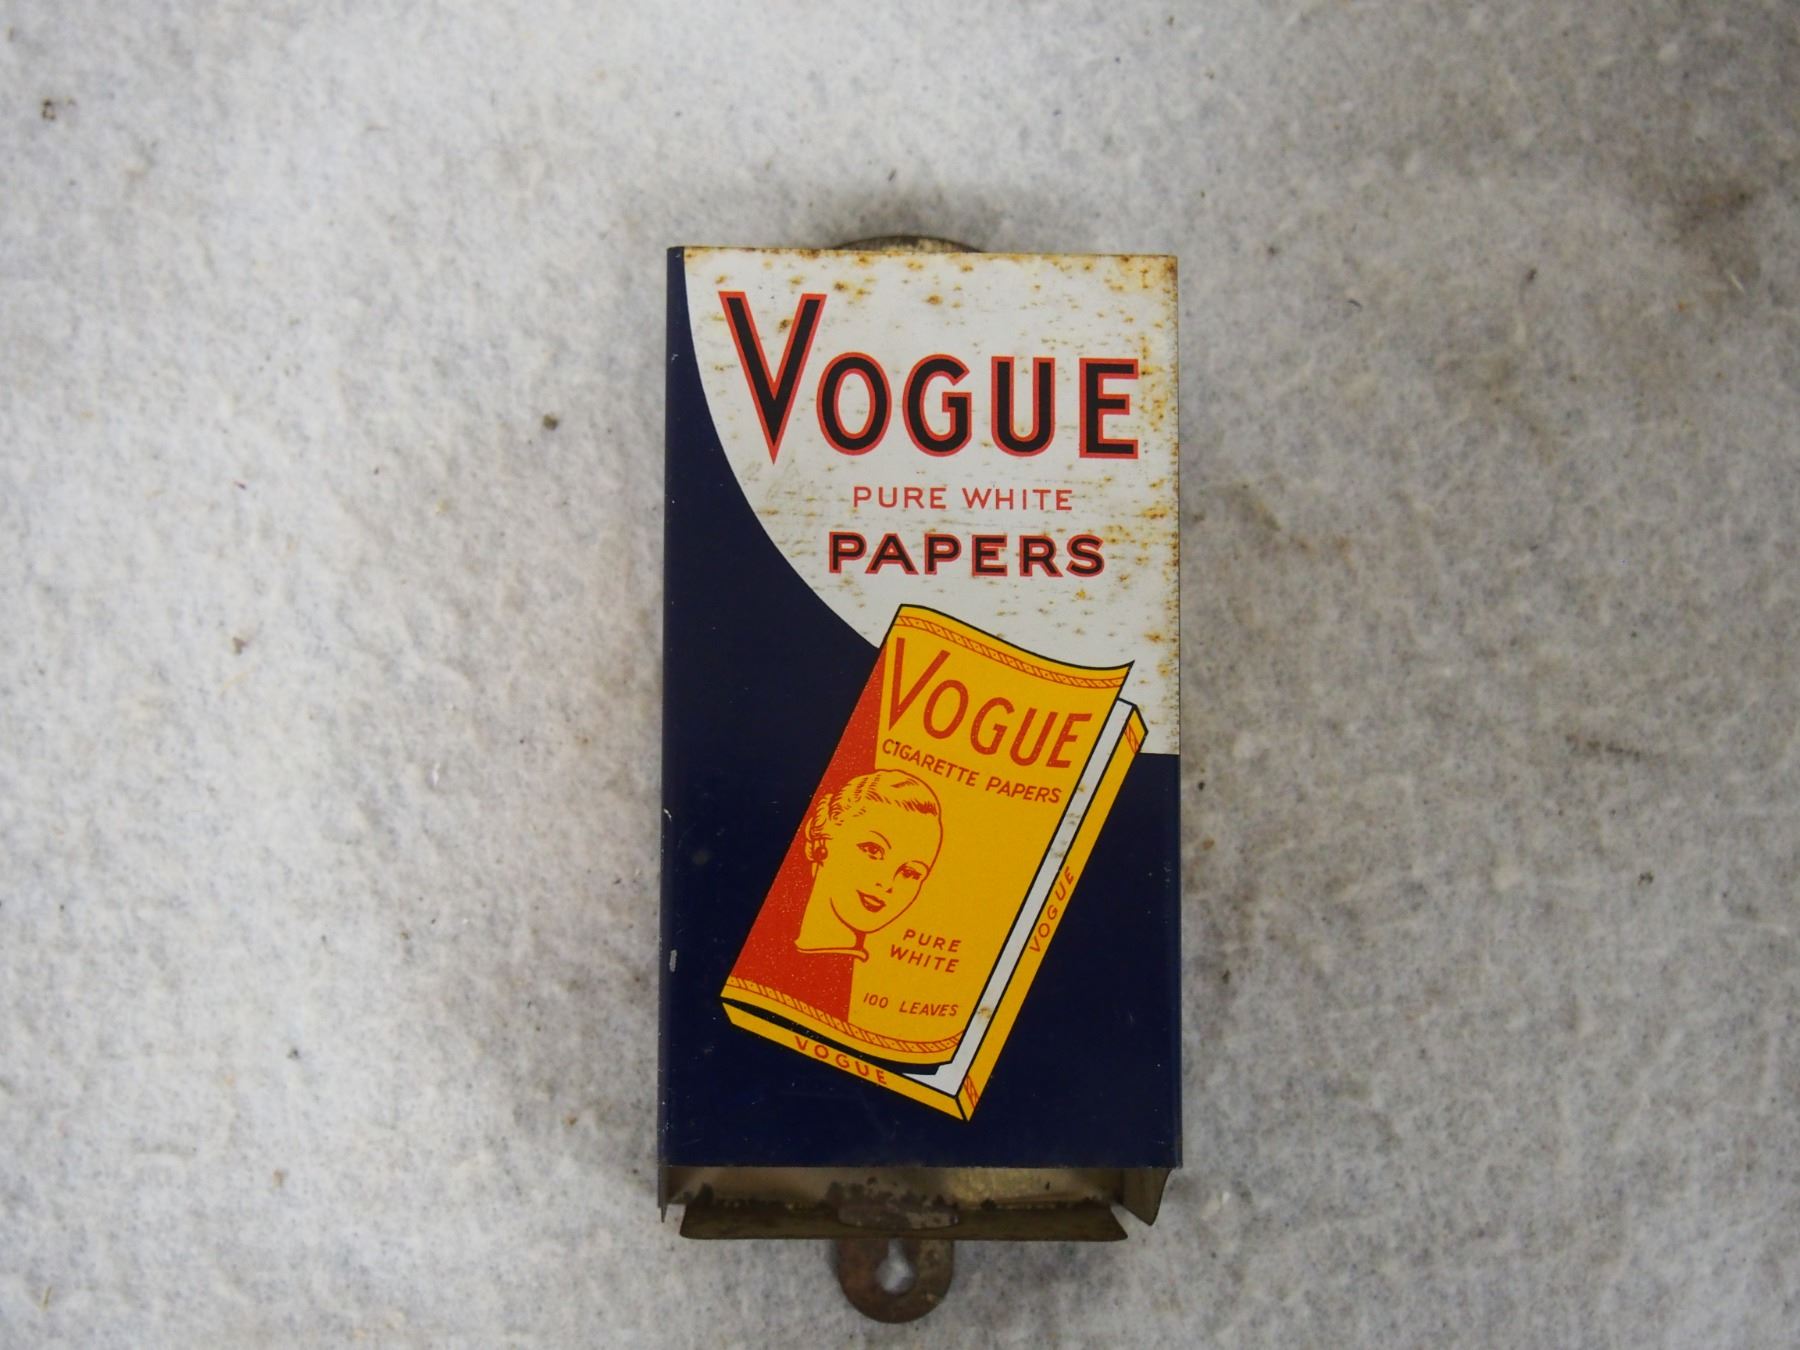 VOGUE
PURE WHITE
PAPERS
VOGUE
CIGARETTE PAPERS
PURE
WHITE
100 LEAVES
VOGUE
VOGUE